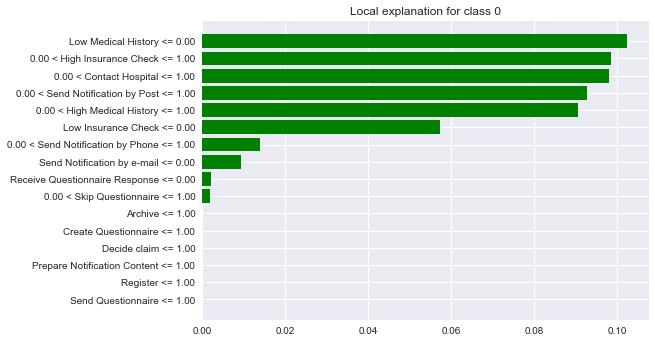 Local explanation for class 0
Low Medical History <= 0.00
0.00 < High Insurance Check <= 1.00
0.00 < Contact Hospital <= 1.00
0.00 < Send Notification by Post <= 1.00
0.00 < High Medical History <= 1.00
Low Insurance Check <= 0.00
0.00 < Send Notification by Phone <= 1.00
Send Notification by e-mail <= 0.00
Receive Questionnaire Response <= 0.00
0.00 < Skip Questionnaire <= 1.00
Archive <= 1.00
Create Questionnaire <= 1.00
Decide claim <= 1.00
Prepare Notification Content <= 1.00
Register <= 1.00
Send Questionnaire <= 1.00
0.00 0.02 0.04 0.06 0.08 0.10